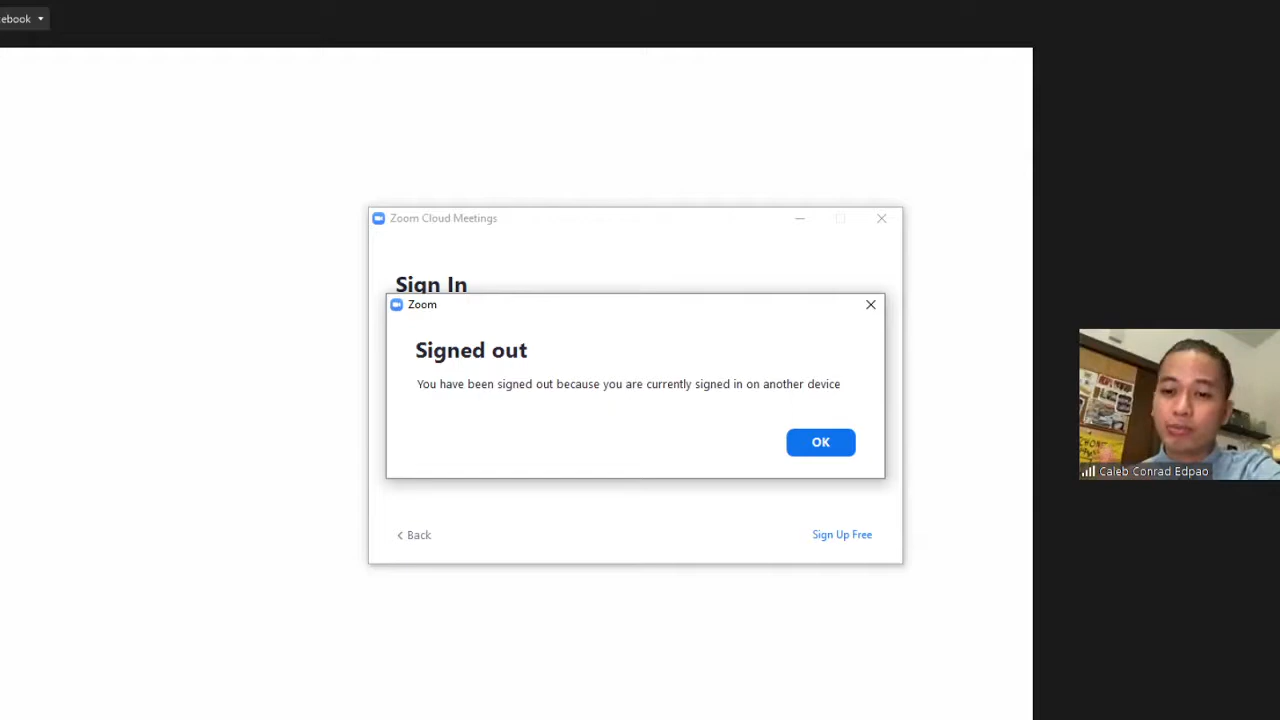 ebook
Zoom Cloud Meetings
Sign In
Zoom
Signed out
You have been signed out because you are currently signed in on another device
OK
Back
Sign Up Free
Caleb Conrad Edpao